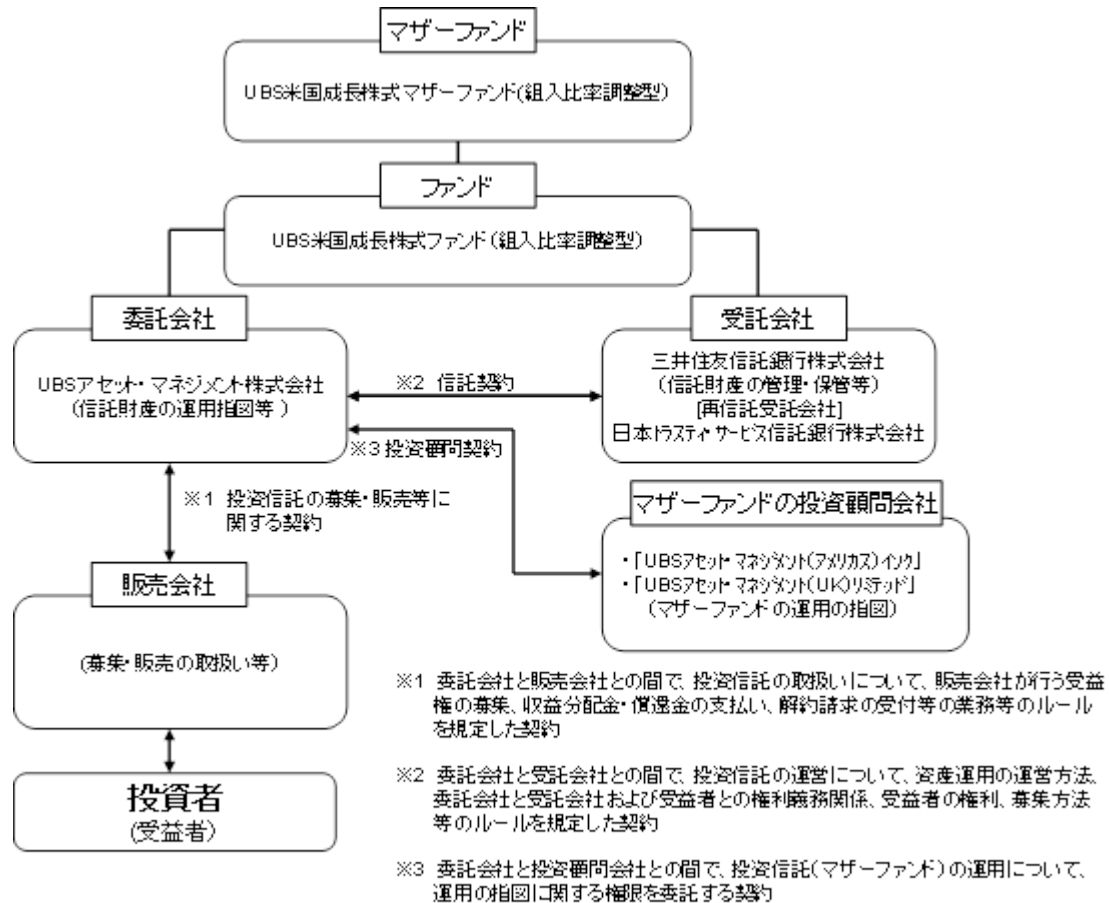 マザーファンド
UBS米国成長株式マザーファンド(組入比率調整型)
ファンド
UBS米国成長株式ファンド(組入比率調整型)
委託会社
UBSアセット・マネジメント株式会社
(信託財産の運用指図等)
受託会社
三井住友信託銀行株式会社
(信託財産の管理・保管等)
[再信託受託会社]
日本トラスティ・サービス信託銀行株式会社
※2 信託契約
※3 投資顧問契約
※1 投資信託の募集・販売等に
関する契約
マザーファンドの投資顧問会社
・「UBSアセット・マネジメント(アメリカス)インク」
・「UBSアセット・マネジメント(UK)リミテッド」
(マザーファンドの運用の指図)
販売会社
(募集・販売の取扱い等)
投資者
(受益者)
※1 委託会社と販売会社との間で、投資信託の取扱いについて、販売会社が行う受益
権の募集、収益分配金・償還金の支払い、解約請求の受付等の業務等のルール
を規定した契約
※2 委託会社と受託会社との間で、投資信託の運営について、資産運用の運営方法、
委託会社と受託会社および受益者との権利義務関係、受益者の権利、募集方法
等のルールを規定した契約
※3 委託会社と投資顧問会社との間で、投資信託(マザーファンド)の運用について、
運用の指図に関する権限を委託する契約